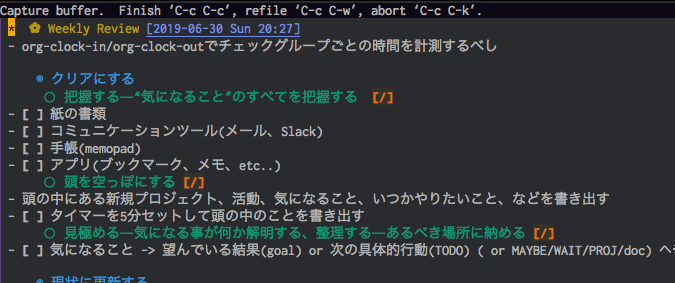 Capture buffer.  Finish ‘C-c C-c’, refile ‘C-c C-w’, abort ‘C-c C-k’.
* Weekly Review [2019-06-30 Sun 20:27]
- org-clock-in/org-clock-outでチェックグループごとの時間を計測するべし
クリアにする
○ 把握する—“気になること”のすべてを把握する [/]
- [ ] 紙の書類
- [ ] コミュニケーションツール(メール、Slack)
- [ ] 手帳(memopad)
- [ ] アプリ(ブックマーク、メモ、etc..)
○ 頭を空っぽにする [/]
- 頭の中にある新規プロジェクト、活動、気になること、いつかやりたいこと、などを書き出す
- [ ] タイマーを5分セットして頭の中のことを書き出す
○ 見極める—気になる事が何か解明する、整理する—あるべき場所に納める [/]
- [ ] 気になること -> 望んでいる結果(goal) or 次の具体的行動(TODO) ( or MAYBE/WAIT/PROJ/doc) へ
現状に更新する